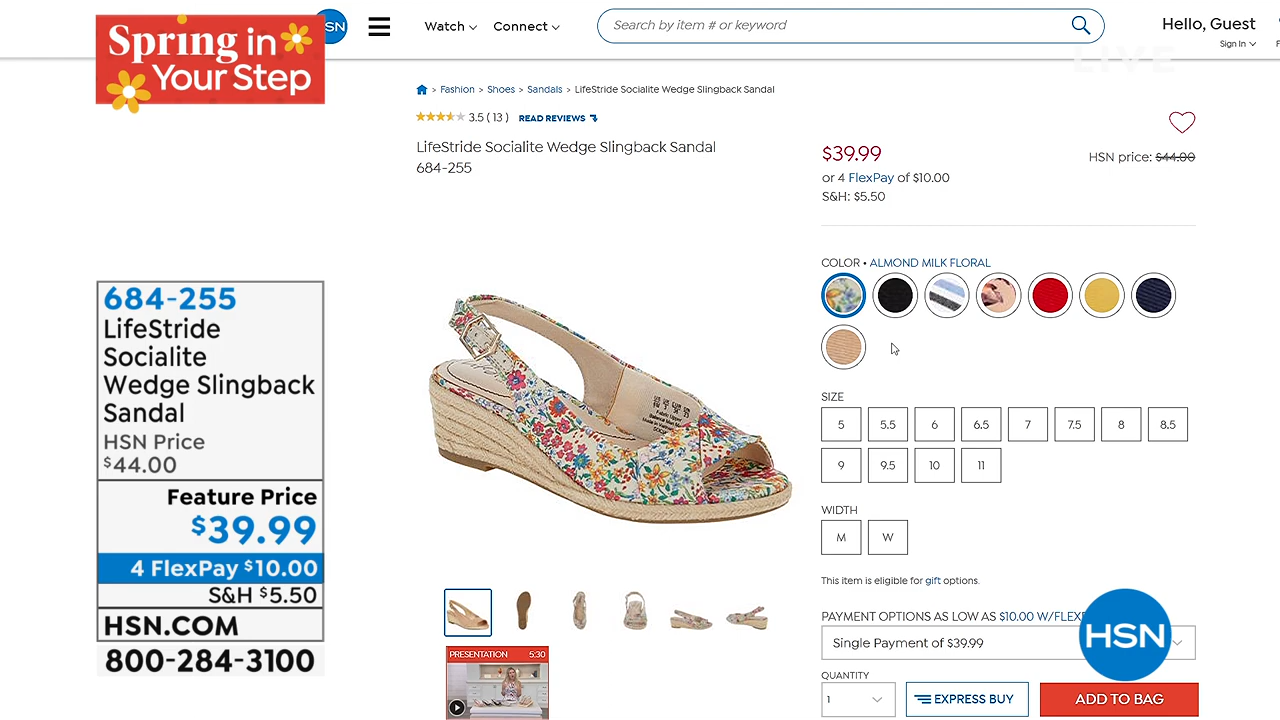 Spring in
Your Step
HSN
Watch
Connect
Search by item # or keyword
Hello, Guest
Sign In
LIVE
Fashion > Shoes > Sandals > LifeStride Socialite Wedge Slingback Sandal
3.5 ( 13 ) READ REVIEWS
LifeStride Socialite Wedge Slingback Sandal
684-255
$39.99
HSN price: $44.00
or 4 FlexPay of $10.00
S&H: $5.50
COLOR • ALMOND MILK FLORAL
SIZE
5 5.5 6 6.5 7 7.5 8 8.5
9 9.5 10 11
WIDTH
M W
This item is eligible for gift options.
PAYMENT OPTIONS AS LOW AS $10.00 W/FLEXP
Single Payment of $39.99
HSN
QUANTITY
1
EXPRESS BUY
ADD TO BAG
PRESENTATION 5:30
684-255
LifeStride
Socialite
Wedge Slingback
Sandal
HSN Price
$44.00
Feature Price
$39.99
4 FlexPay $10.00
S&H $5.50
HSN.COM
800-284-3100